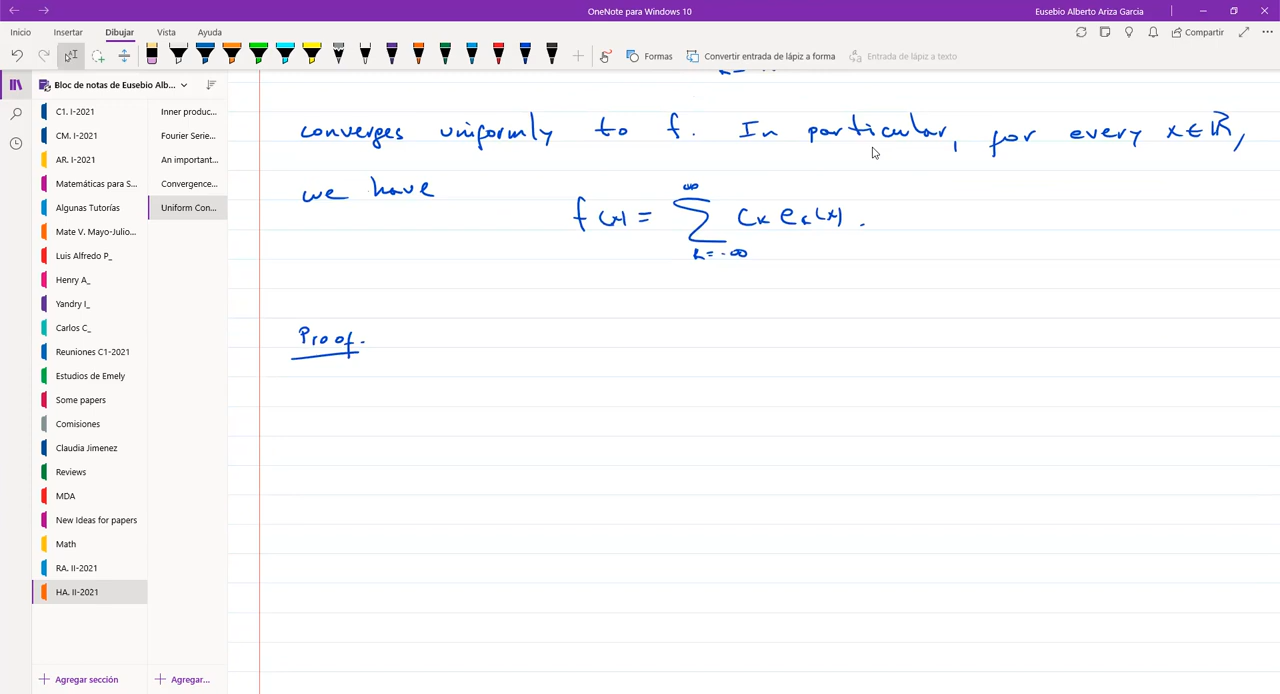 OneNote para Windows 10
Eusebio Alberto Ariza Garcia
Inicio
Insertar
Dibujar
Vista
Ayuda
Compartir
Formas
Convertir entrada de lápiz a forma
Entrada de lápiz a texto
Bloc de notas de Eusebio Alb...
C1. I-2021
CM. I-2021
AR. I-2021
Matemáticas para S...
Algunas Tutorías
Mate V. Mayo-Julio...
Luis Alfredo P_
Henry A_
Yandry I_
Carlos C_
Reuniones C1-2021
Estudios de Emely
Some papers
Comisiones
Claudia Jimenez
Reviews
MDA
New Ideas for papers
Math
RA. II-2021
HA. II-2021
Agregar sección
Inner produc...
Fourier Serie...
An important...
Convergence...
Uniform Con...
Agregar...
converges uniformly to f. In particular, for every x ∈ ℝ,
we have
f(x) = ∑_{k=-∞}^{∞} c_k e_k(x).
Proof.